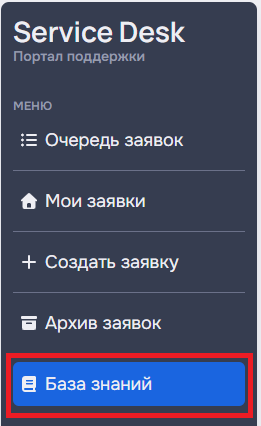 Service Desk
Портал поддержки
МЕНЮ
Очередь заявок
Мои заявки
Создать заявку
Архив заявок
База знаний